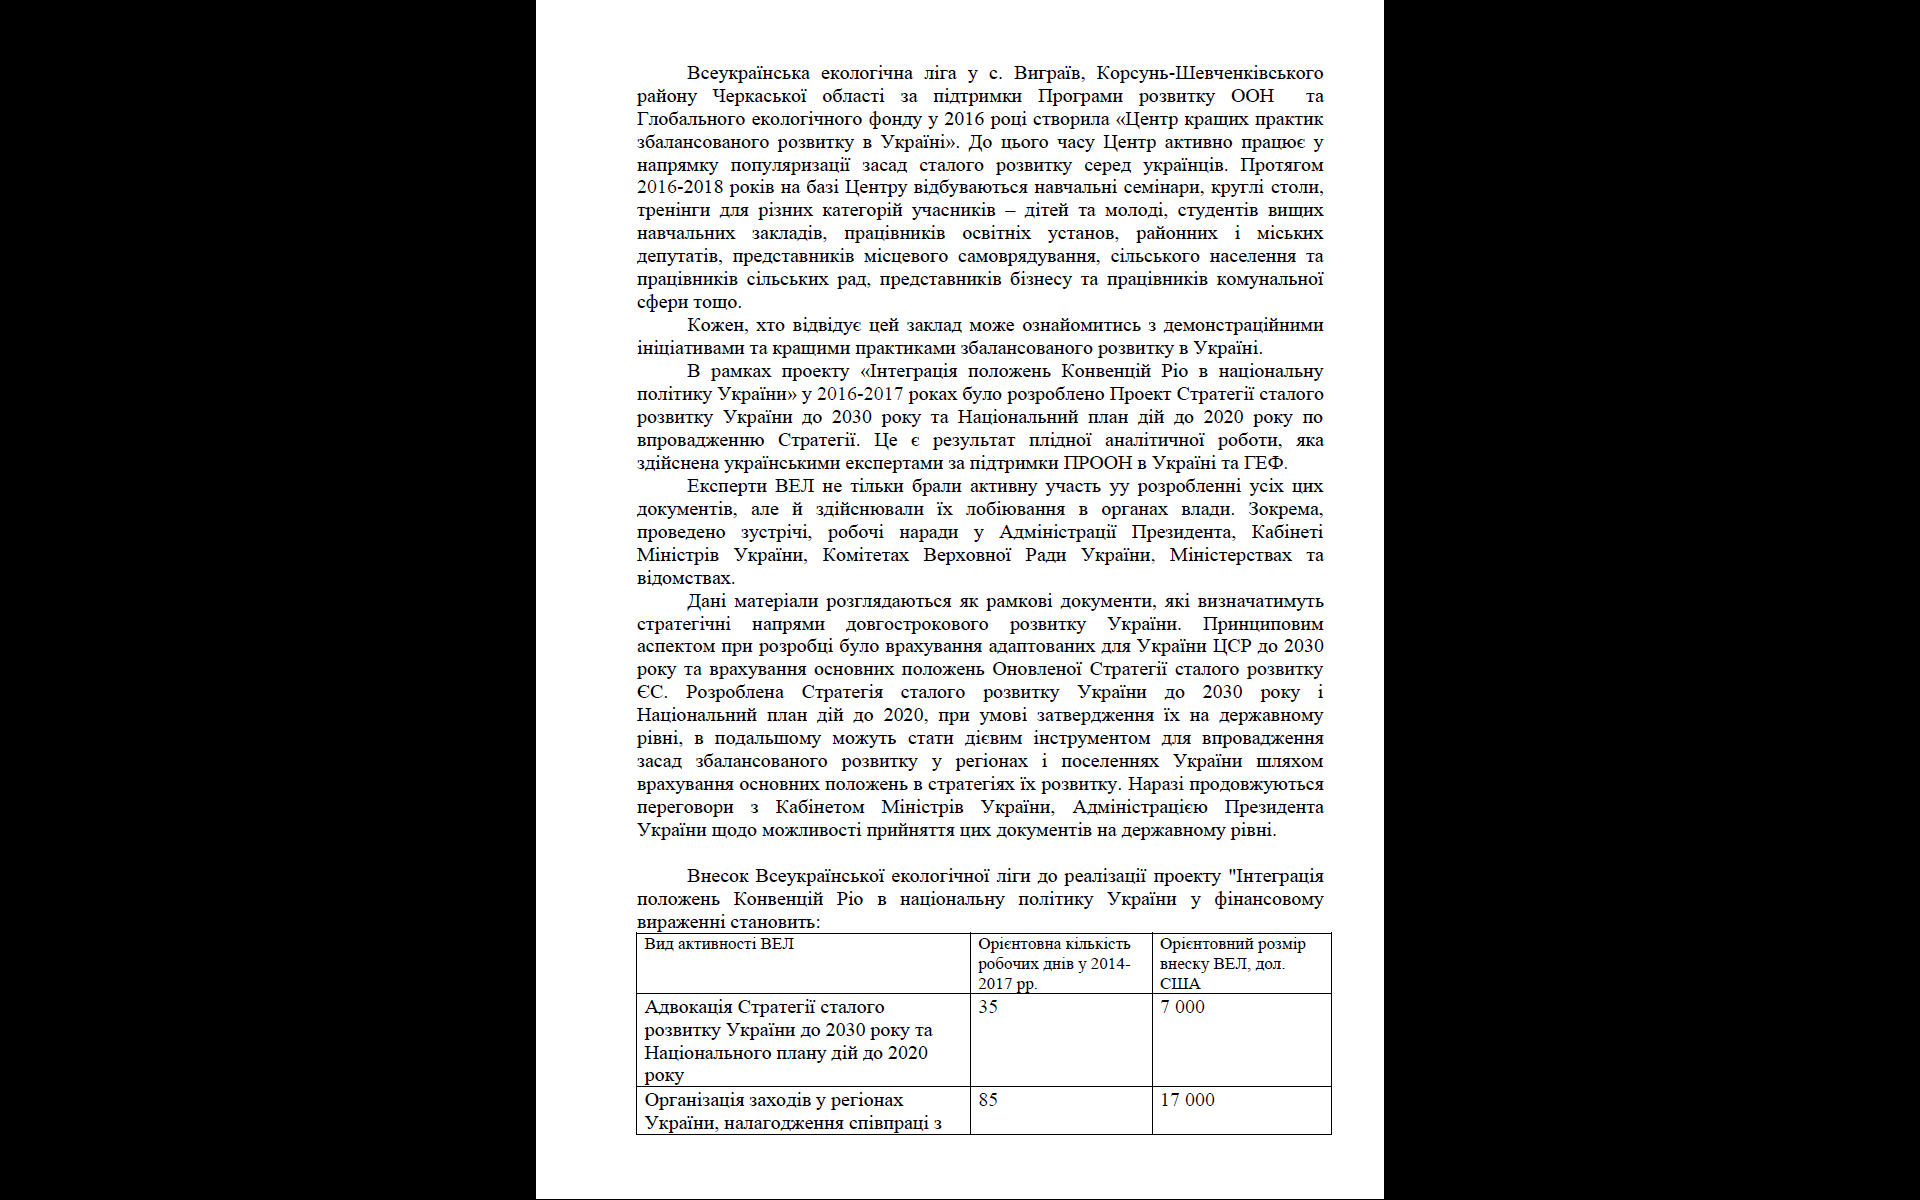 Всеукраїнська екологічна ліга у с. Виграїв, Корсунь-Шевченківського
району Черкаської області за підтримки Програми розвитку ООН та
Глобального екологічного фонду у 2016 році створила «Центр кращих практик
збалансованого розвитку в Україні». До цього часу Центр активно працює у
напрямку популяризації засад сталого розвитку серед українців. Протягом
2016-2018 років на базі Центру відбуваються навчальні семінари, круглі столи,
тренінги для різних категорій учасників – дітей та молоді, студентів вищих
навчальних закладів, працівників освітніх установ, районних і міських
депутатів, представників місцевого самоврядування, сільського населення та
працівників сільських рад, представників бізнесу та працівників комунальної
сфери тощо.
Кожен, хто відвідує цей заклад може ознайомитись з демонстраційними
ініціативами та кращими практиками збалансованого розвитку в Україні.
В рамках проекту «Інтеграція положень Конвенцій Ріо в національну
політику України» у 2016-2017 роках було розроблено Проект Стратегії сталого
розвитку України до 2030 року та Національний план дій до 2020 року по
впровадженню Стратегії. Це є результат плідної аналітичної роботи, яка
здійснена українськими експертами за підтримки ПРООН в Україні та ГЕФ.
Експерти ВЕЛ не тільки брали активну участь уу розробленні усіх цих
документів, але й здійснювали їх лобіювання в органах влади. Зокрема,
проведено зустрічі, робочі наради у Адміністрації Президента, Кабінеті
Міністрів України, Комітетах Верховної Ради України, Міністерствах та
відомствах.
Дані матеріали розглядаються як рамкові документи, які визначатимуть
стратегічні напрями довгострокового розвитку України. Принциповим
аспектом при розробці було врахування адаптованих для України ЦСР до 2030
року та врахування основних положень Оновленої Стратегії сталого розвитку
ЄС. Розроблена Стратегія сталого розвитку України до 2030 року і
Національний план дій до 2020, при умові затвердження їх на державному
рівні, в подальшому можуть стати дієвим інструментом для впровадження
засад збалансованого розвитку у регіонах і поселеннях України шляхом
врахування основних положень в стратегіях їх розвитку. Наразі продовжуються
переговори з Кабінетом Міністрів України, Адміністрацією Президента
України щодо можливості прийняття цих документів на державному рівні.
Внесок Всеукраїнської екологічної ліги до реалізації проекту "Інтеграція
положень Конвенцій Ріо в національну політику України у фінансовому
вираженні становить:
Вид активності ВЕЛ
Орієнтовна кількість
робочих днів у 2014-
2017 рр.
Орієнтовний розмір
внеску ВЕЛ, дол.
США
Адвокація Стратегії сталого
розвитку України до 2030 року та
Національного плану дій до 2020
року
35
7 000
Організація заходів у регіонах
України, налагодження співпраці з
85
17 000